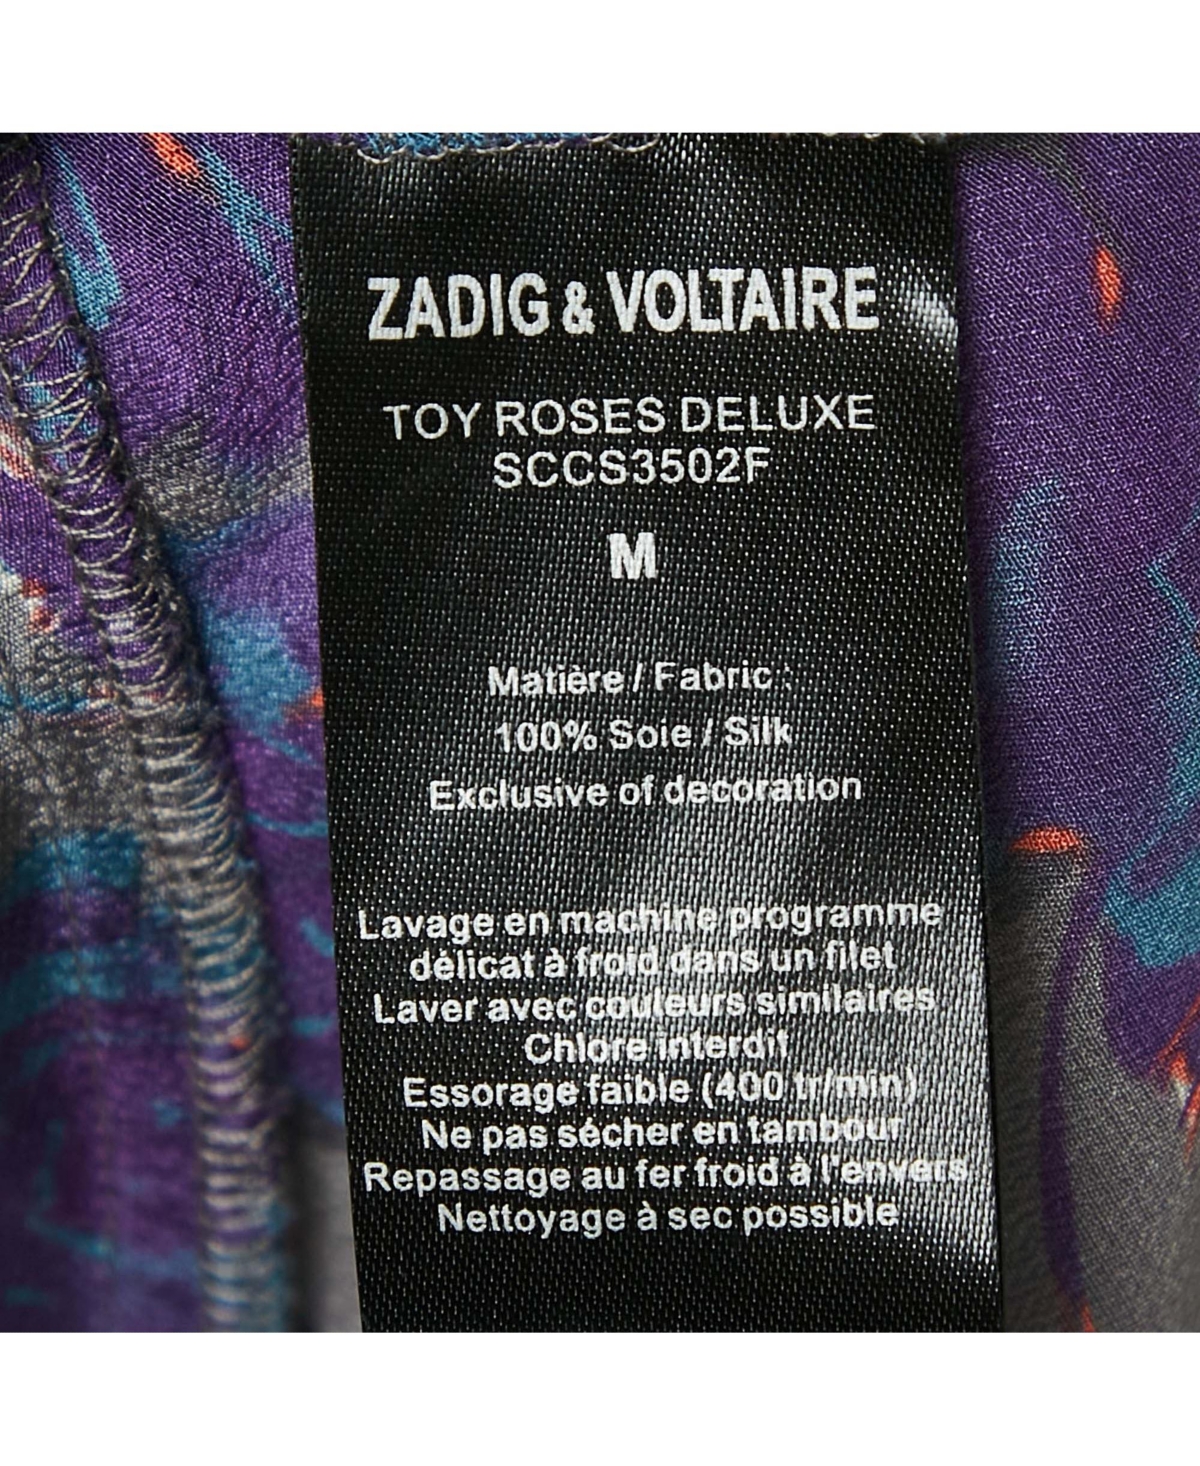 ZADIG & VOLTAIRE
TOY ROSES DELUXE
SCCS3502F
M
Matière / Fabric :
100% Soie / Silk
Exclusive of decoration
Lavage en machine programme
délicat à froid dans un filet
Laver avec couleurs similaires
Chlore interdit
Essorage faible (400 tr/min)
Ne pas sécher en tambour
Repassage au fer froid à l'envers
Nettoyage à sec possible